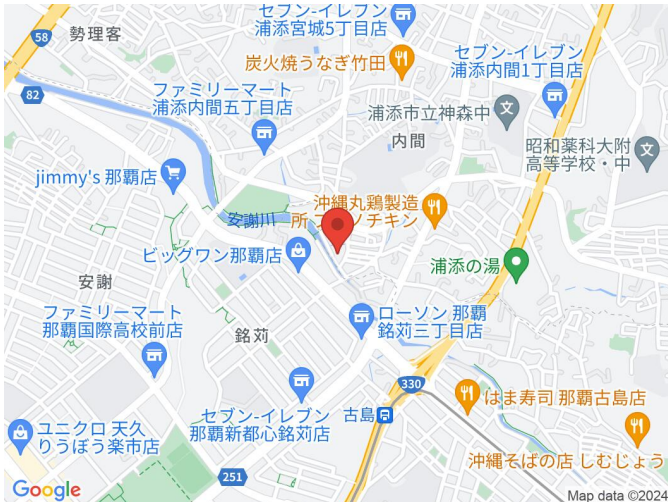 セブン-イレブン
浦添宮城5丁目店
勢理客
58
炭火焼うなぎ竹田
セブン-イレブン
浦添内間1丁目店
82
ファミリーマート
浦添内間五丁目店
浦添市立神森中
内間
昭和薬科大附
高等学校・中
jimmy's 那覇店
沖縄丸鶏製造
安謝川
ビッグワン那覇店
浦添の湯
安謝
ファミリーマート
那覇国際高校前店
ローソン 那覇
銘苅三丁目店
銘苅
330
はま寿司 那覇古島店
セブン-イレブン
那覇新都心銘苅店
古島
ユニクロ 天久
りうぼう楽市店
沖縄そばの店 しむじょう
251
Google
Map data ©2024